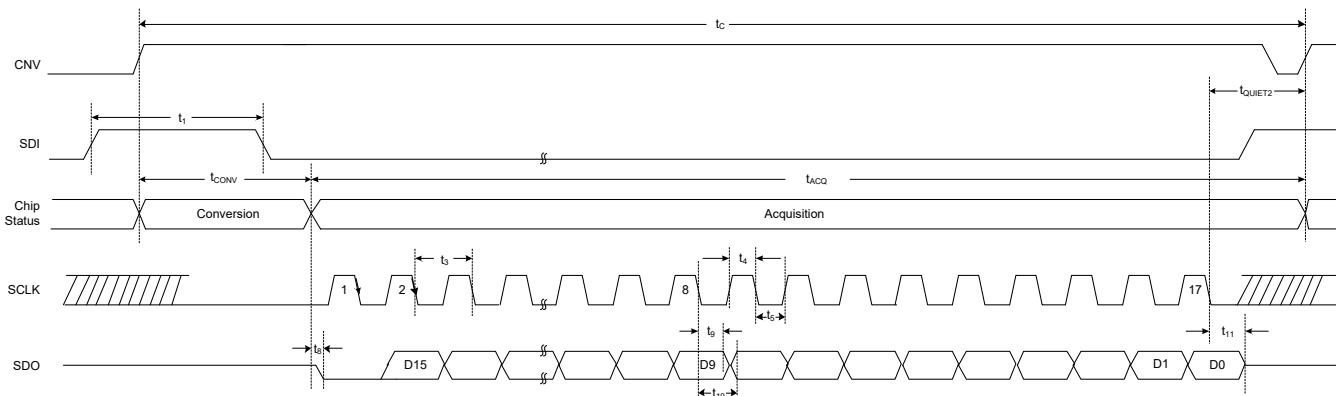 tC
CNV
tQUIET2
t1
SDI
tCONV
tACQ
Chip
Status
Conversion
Acquisition
t3
t4
SCLK
1
2
8
17
t5
t9
t11
t8
SDO
D15
D9
D1
D0
t10